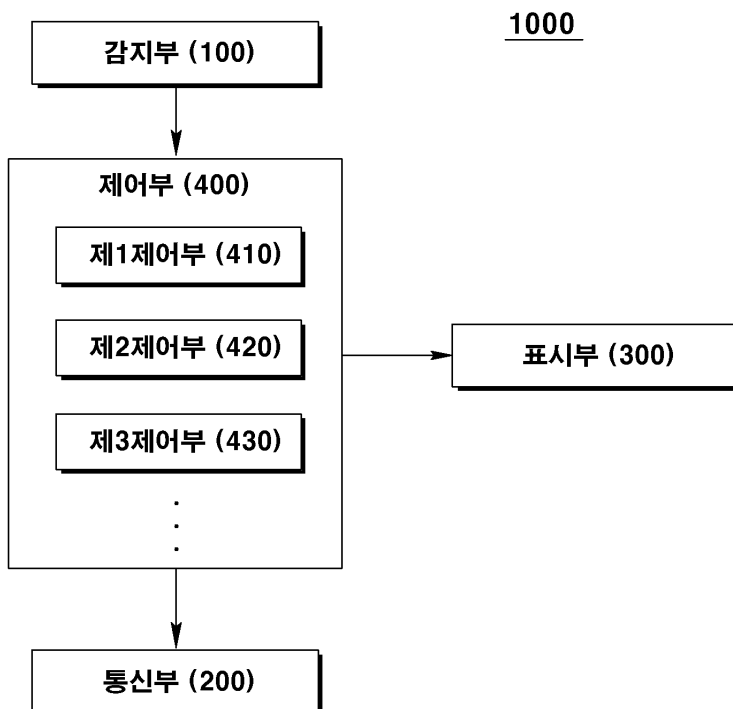 1000
감지부 (100)
제어부 (400)
제1제어부 (410)
제2제어부 (420)
표시부 (300)
제3제어부 (430)
통신부 (200)